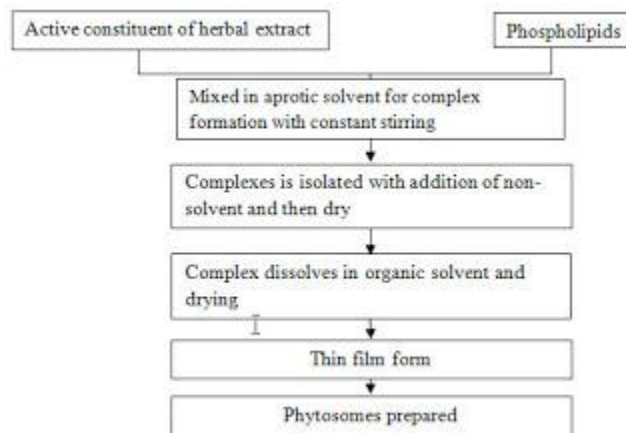 Active constituent of herbal extract
Phospholipids
Mixed in aprotic solvent for complex
formation with constant stirring
Complexes is isolated with addition of non-
solvent and then dry
Complex dissolves in organic solvent and
drying
Thin film form
Phytosomes prepared